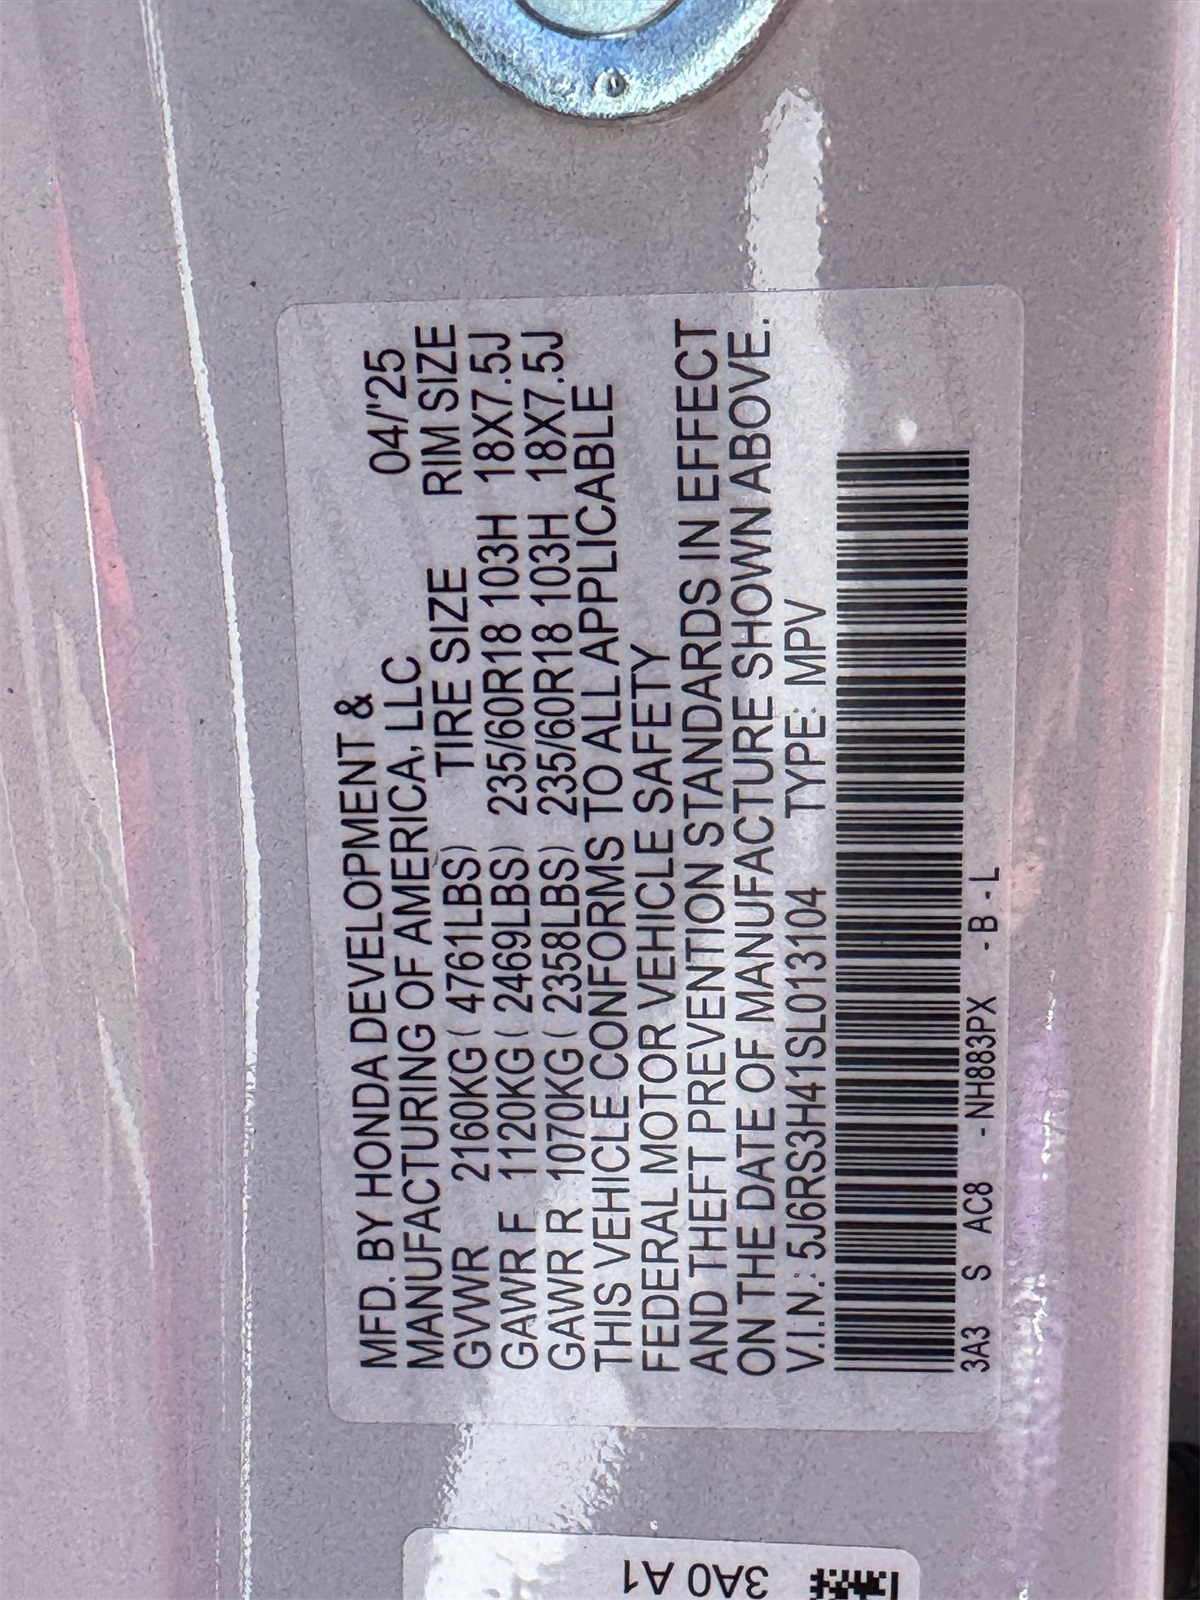 MFD. BY HONDA DEVELOPMENT &
MANUFACTURING OF AMERICA, LLC 04/'25
GVWR 2160KG ( 4761LBS) TIRE SIZE RIM SIZE
GAWR F 1120KG ( 2469LBS) 235/60R18 103H 18X7.5J
GAWR R 1070KG ( 2358LBS) 235/60R18 103H 18X7.5J
THIS VEHICLE CONFORMS TO ALL APPLICABLE
FEDERAL MOTOR VEHICLE SAFETY
AND THEFT PREVENTION STANDARDS IN EFFECT
ON THE DATE OF MANUFACTURE SHOWN ABOVE.
V.I.N.: 5J6RS3H41SL013104 TYPE: MPV
3A3 S AC8 - NH883PX - B - L
3A0 A1